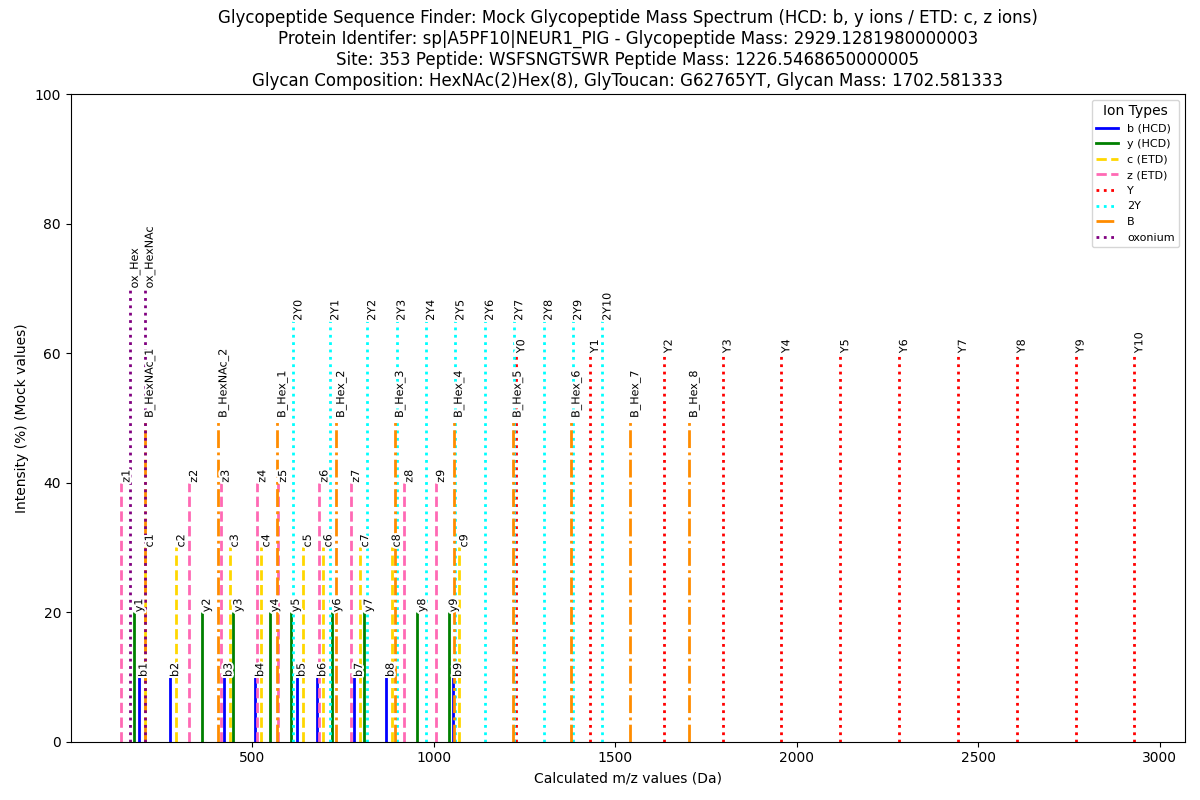 Glycopeptide Sequence Finder: Mock Glycopeptide Mass Spectrum (HCD: b, y ions / ETD: c, z ions)
Protein Identifer: sp|A5PF10|NEUR1_PIG - Glycopeptide Mass: 2929.1281980000003
Site: 353 Peptide: WSFSNGTSWR Peptide Mass: 1226.5468650000005
Glycan Composition: HexNAc(2)Hex(8), GlyToucan: G62765YT, Glycan Mass: 1702.581333
Intensity (%) (Mock values)
100
80
60
40
20
0
Ion Types
b (HCD)
y (HCD)
c (ETD)
z (ETD)
Y
2Y
B
oxonium
ox_Hex
ox_HexNAc
2Y0
2Y1
2Y2
2Y3
2Y4
2Y5
2Y6
2Y7
2Y8
2Y9
2Y10
Y0
Y1
Y2
Y3
Y4
Y5
Y6
Y7
Y8
Y9
Y10
B_HexNAc_1
B_HexNAc_2
B_Hex_1
B_Hex_2
B_Hex_3
B_Hex_4
B_Hex_5
B_Hex_6
B_Hex_7
B_Hex_8
z1
z2
z3
z4
z5
z6
z7
z8
z9
c1
c2
c3
c4
c5
c6
c7
c8
c9
y1
y2
y3
y4
y5
y6
y7
y8
y9
b1
b2
b3
b4
b5
b6
b7
b8
b9
500
1000
1500
2000
2500
3000
Calculated m/z values (Da)